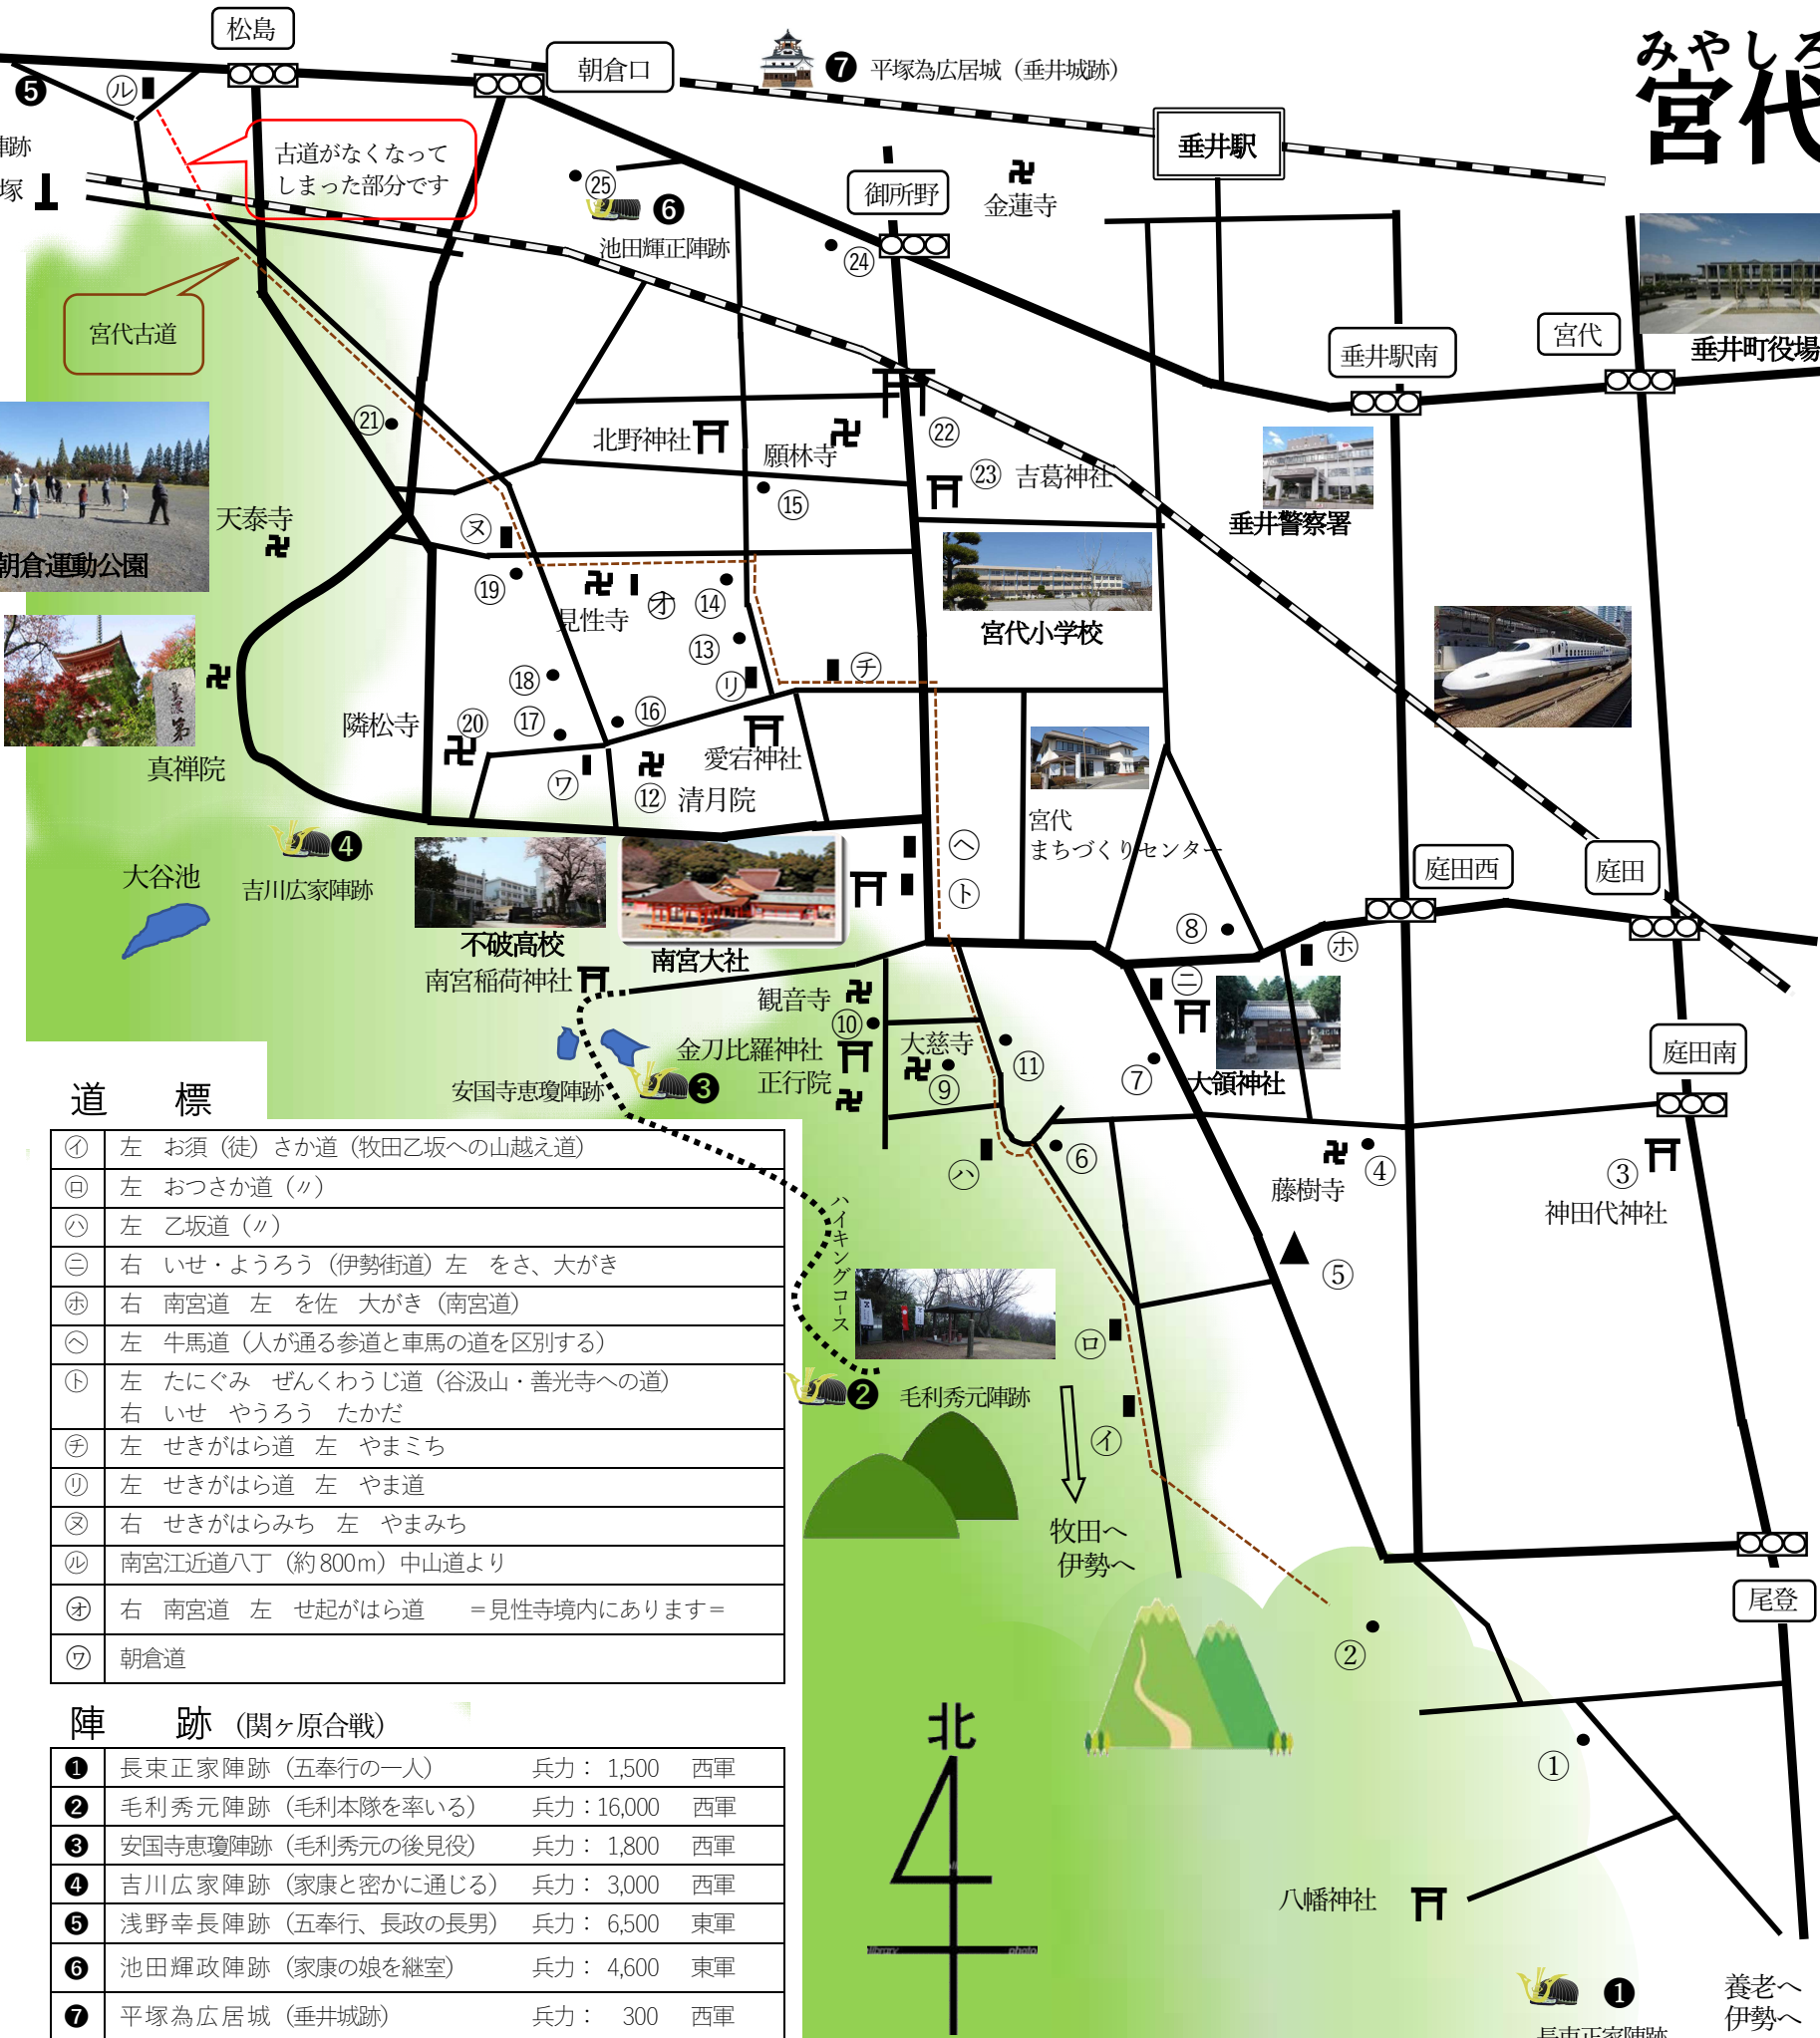 みやしろ
宮代
松島
朝倉口
❼ 平塚為広居城（垂井城跡）
❺
㋸
陣跡
塚
古道がなくなって
しまった部分です
垂井駅
㉕
❻
池田輝正陣跡
御所野
㉔
金蓮寺
宮代古道
垂井駅南
宮代
垂井町役場
㉑
北野神社
願林寺
㉒
㉓ 吉葛神社
⑮
垂井警察署
天泰寺
朝倉運動公園
㋦
⑲
見性寺
㋔
⑭
⑬
宮代小学校
㋷
㋠
⑱
⑰
⑯
隣松寺
⑳
愛宕神社
真禅院
㋻
⑫ 清月院
宮代
まちづくりセンター
❹
吉川広家陣跡
大谷池
不破高校
南宮大社
㋬
㋣
庭田西
庭田
⑧
㋭
㋥
南宮稲荷神社
観音寺
⑩
金刀比羅神社
正行院
大慈寺
⑨
⑪
⑦
大領神社
庭田南
安国寺恵瓊陣跡
❸
㋩
⑥
藤樹寺
④
③
神田代神社
⑤
ハイキングコース
㋺
❷ 毛利秀元陣跡
㋑
牧田へ
伊勢へ
尾登
②
①
北
八幡神社
❶
長束正家陣跡
養老へ
伊勢へ
道 標
㋑ 左 お須（徒）さか道（牧田乙坂への山越え道）
㋺ 左 おつさか道（〃）
㋩ 左 乙坂道（〃）
㋥ 右 いせ・ようろう（伊勢街道）左 をさ、大がき
㋭ 右 南宮道 左 を佐 大がき（南宮道）
㋬ 左 牛馬道（人が通る参道と車馬の道を区別する）
㋣ 左 たにぐみ ぜんくわうじ道（谷汲山・善光寺への道）
右 いせ やうろう たかだ
㋠ 左 せきがはら道 左 やまミち
㋷ 左 せきがはら道 左 やま道
㋦ 右 せきがはらみち 左 やまみち
㋸ 南宮江近道八丁（約800ｍ）中山道より
㋔ 右 南宮道 左 せ起がはら道 ＝見性寺境内にあります＝
㋻ 朝倉道
陣 跡（関ヶ原合戦）
❶ 長束正家陣跡（五奉行の一人） 兵力： 1,500 西軍
❷ 毛利秀元陣跡（毛利本隊を率いる） 兵力：16,000 西軍
❸ 安国寺恵瓊陣跡（毛利秀元の後見役） 兵力： 1,800 西軍
❹ 吉川広家陣跡（家康と密かに通じる） 兵力： 3,000 西軍
❺ 浅野幸長陣跡（五奉行、長政の長男） 兵力： 6,500 東軍
❻ 池田輝政陣跡（家康の娘を継室） 兵力： 4,600 東軍
❼ 平塚為広居城（垂井城跡） 兵力： 300 西軍